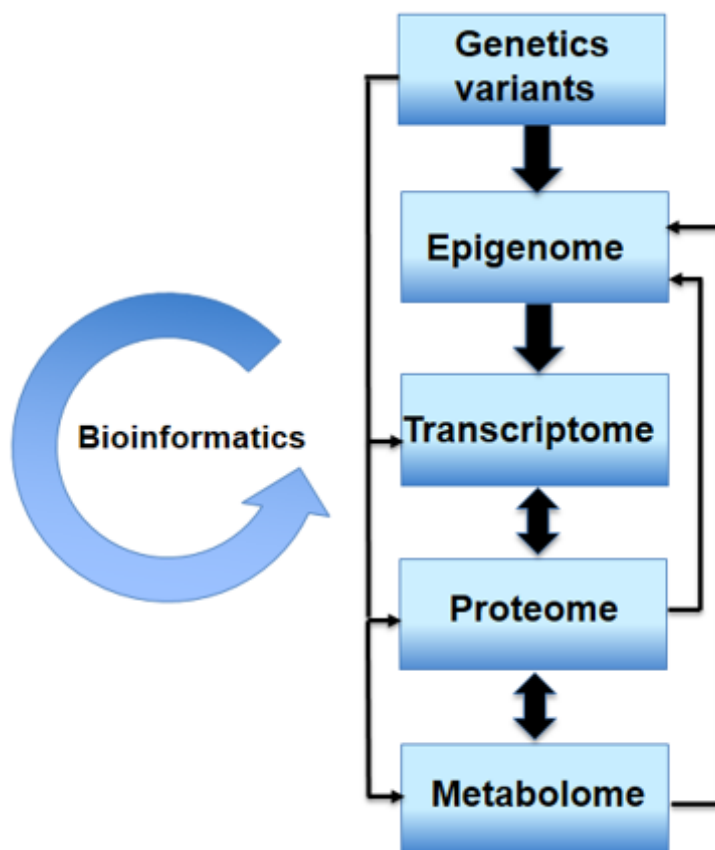 Genetics
variants
Epigenome
Bioinformatics
Transcriptome
Proteome
Metabolome